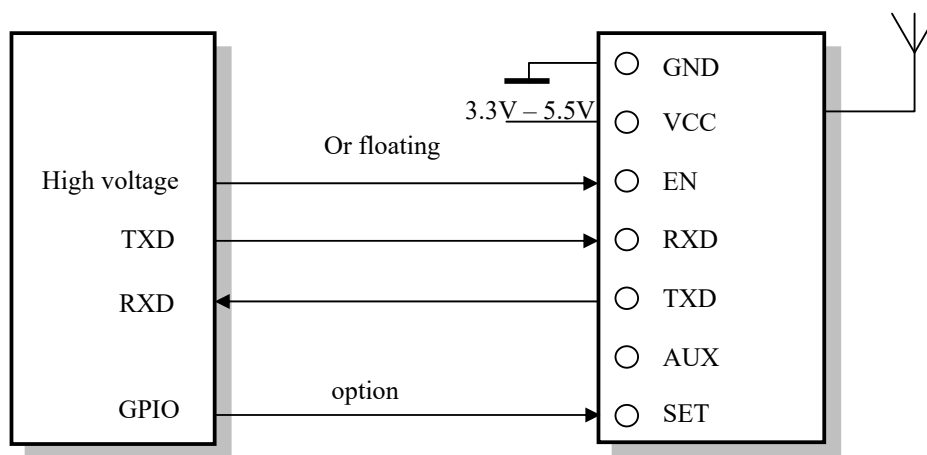 GND
3.3V – 5.5V
VCC
Or floating
High voltage
EN
TXD
RXD
RXD
TXD
AUX
option
GPIO
SET